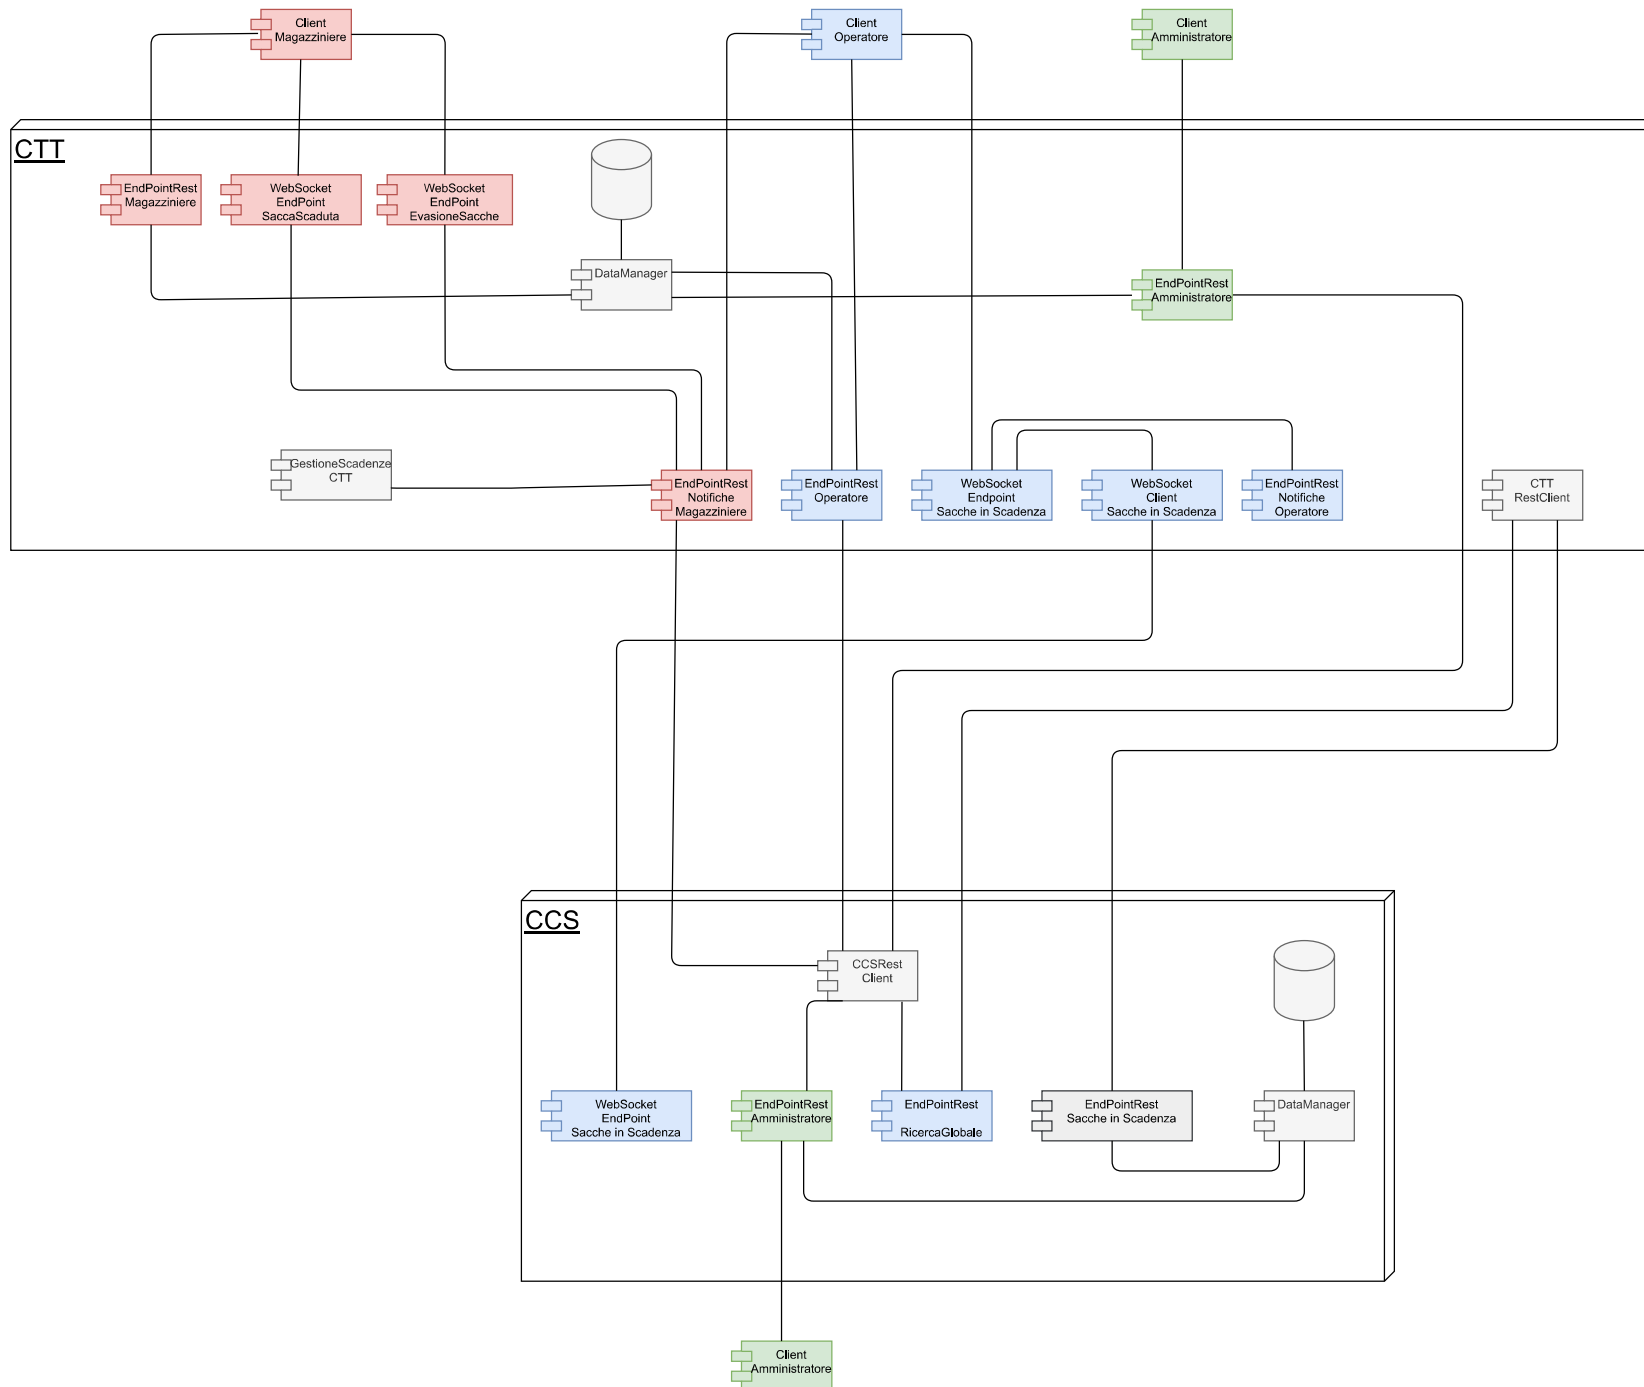 Client
Magazziniere
Client
Operatore
Client
Amministratore
CTT
EndPointRest
Magazziniere
WebSocket
EndPoint
SaccaScaduta
WebSocket
EndPoint
EvasioneSacche
DataManager
EndPointRest
Amministratore
GestioneScadenze
CTT
EndPointRest
Notifiche
Magazziniere
EndPointRest
Operatore
WebSocket
Endpoint
Sacche in Scadenza
WebSocket
Client
Sacche in Scadenza
EndPointRest
Notifiche
Operatore
CTT
RestClient
CCS
CCSRest
Client
WebSocket
EndPoint
Sacche in Scadenza
EndPointRest
Amministratore
EndPointRest
RicercaGlobale
EndPointRest
Sacche in Scadenza
DataManager
Client
Amministratore